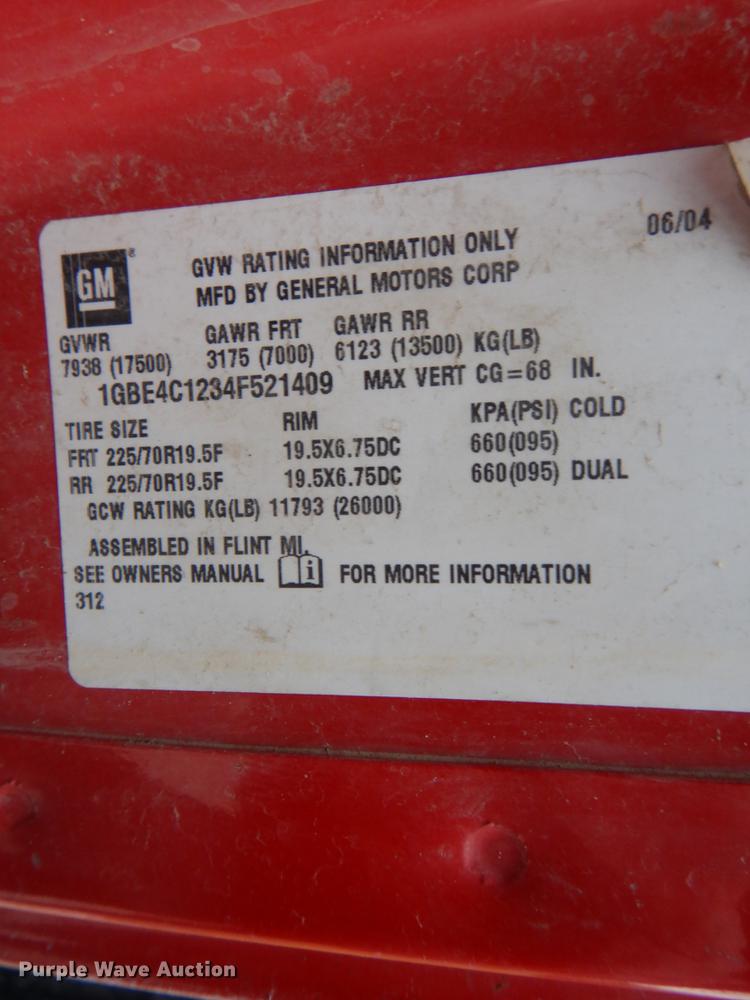 GM®
GVW RATING INFORMATION ONLY 06/04
MFD BY GENERAL MOTORS CORP
GVWR GAWR FRT GAWR RR
7938 (17500) 3175 (7000) 6123 (13500) KG(LB)
1GBE4C1234F521409 MAX VERT CG=68 IN.
TIRE SIZE RIM KPA(PSI) COLD
FRT 225/70R19.5F 19.5X6.75DC 660(095)
RR 225/70R19.5F 19.5X6.75DC 660(095) DUAL
GCW RATING KG(LB) 11793 (26000)
ASSEMBLED IN FLINT MI.
SEE OWNERS MANUAL i FOR MORE INFORMATION
312
Purple Wave Auction